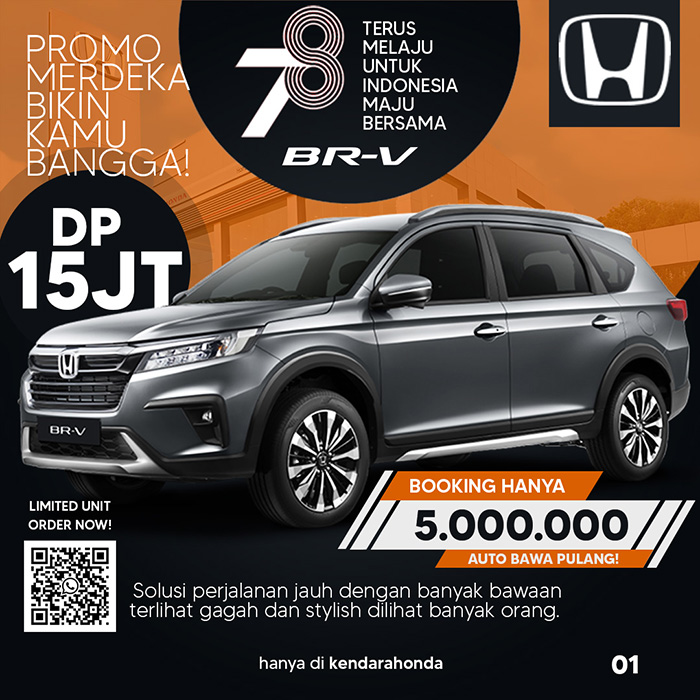 PROMO
MERDEKA
BIKIN
KAMU
BANGGA!
78
TERUS
MELAJU
UNTUK
INDONESIA
MAJU
BERSAMA
BR-V
DP
15JT
BR-V
BOOKING HANYA
5.000.000
AUTO BAWA PULANG!
LIMITED UNIT
ORDER NOW!
Solusi perjalanan jauh dengan banyak bawaan
terlihat gagah dan stylish dilihat banyak orang.
hanya di kendarahonda
01